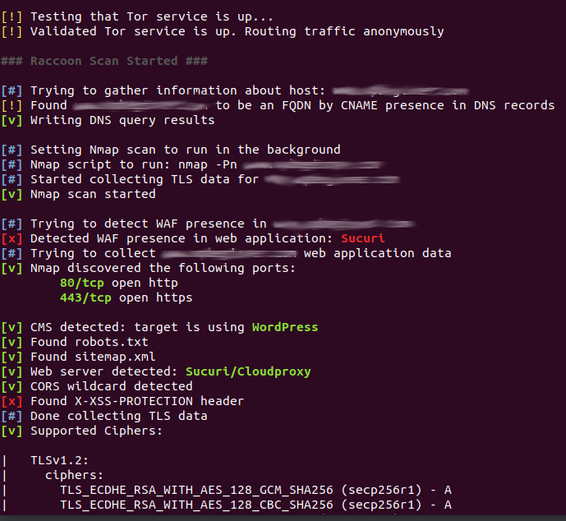 [!] Testing that Tor service is up...
[!] Validated Tor service is up. Routing traffic anonymously
### Raccoon Scan Started ###
[#] Trying to gather information about host:
[!] Found to be an FQDN by CNAME presence in DNS records
[v] Writing DNS query results
[#] Setting Nmap scan to run in the background
[#] Nmap script to run: nmap -Pn
[#] Started collecting TLS data for
[v] Nmap scan started
[#] Trying to detect WAF presence in
[x] Detected WAF presence in web application: Sucuri
[#] Trying to collect web application data
[v] Nmap discovered the following ports:
80/tcp open http
443/tcp open https
[v] CMS detected: target is using WordPress
[v] Found robots.txt
[v] Found sitemap.xml
[v] Web server detected: Sucuri/Cloudproxy
[v] CORS wildcard detected
[x] Found X-XSS-PROTECTION header
[#] Done collecting TLS data
[v] Supported Ciphers:
|   TLSv1.2:
|     ciphers:
|       TLS_ECDHE_RSA_WITH_AES_128_GCM_SHA256 (secp256r1) - A
|       TLS_ECDHE_RSA_WITH_AES_128_CBC_SHA256 (secp256r1) - A